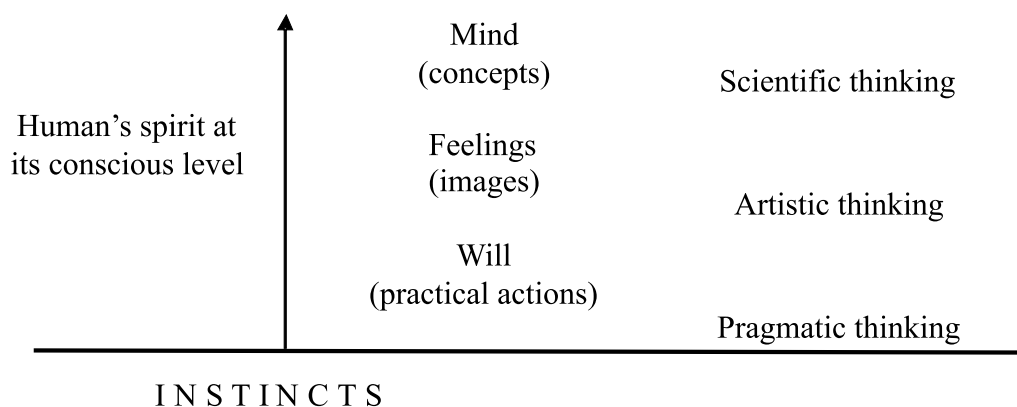 Mind
(concepts)
Scientific thinking
Human’s spirit at
its conscious level
Feelings
(images)
Artistic thinking
Will
(practical actions)
Pragmatic thinking
I N S T I N C T S